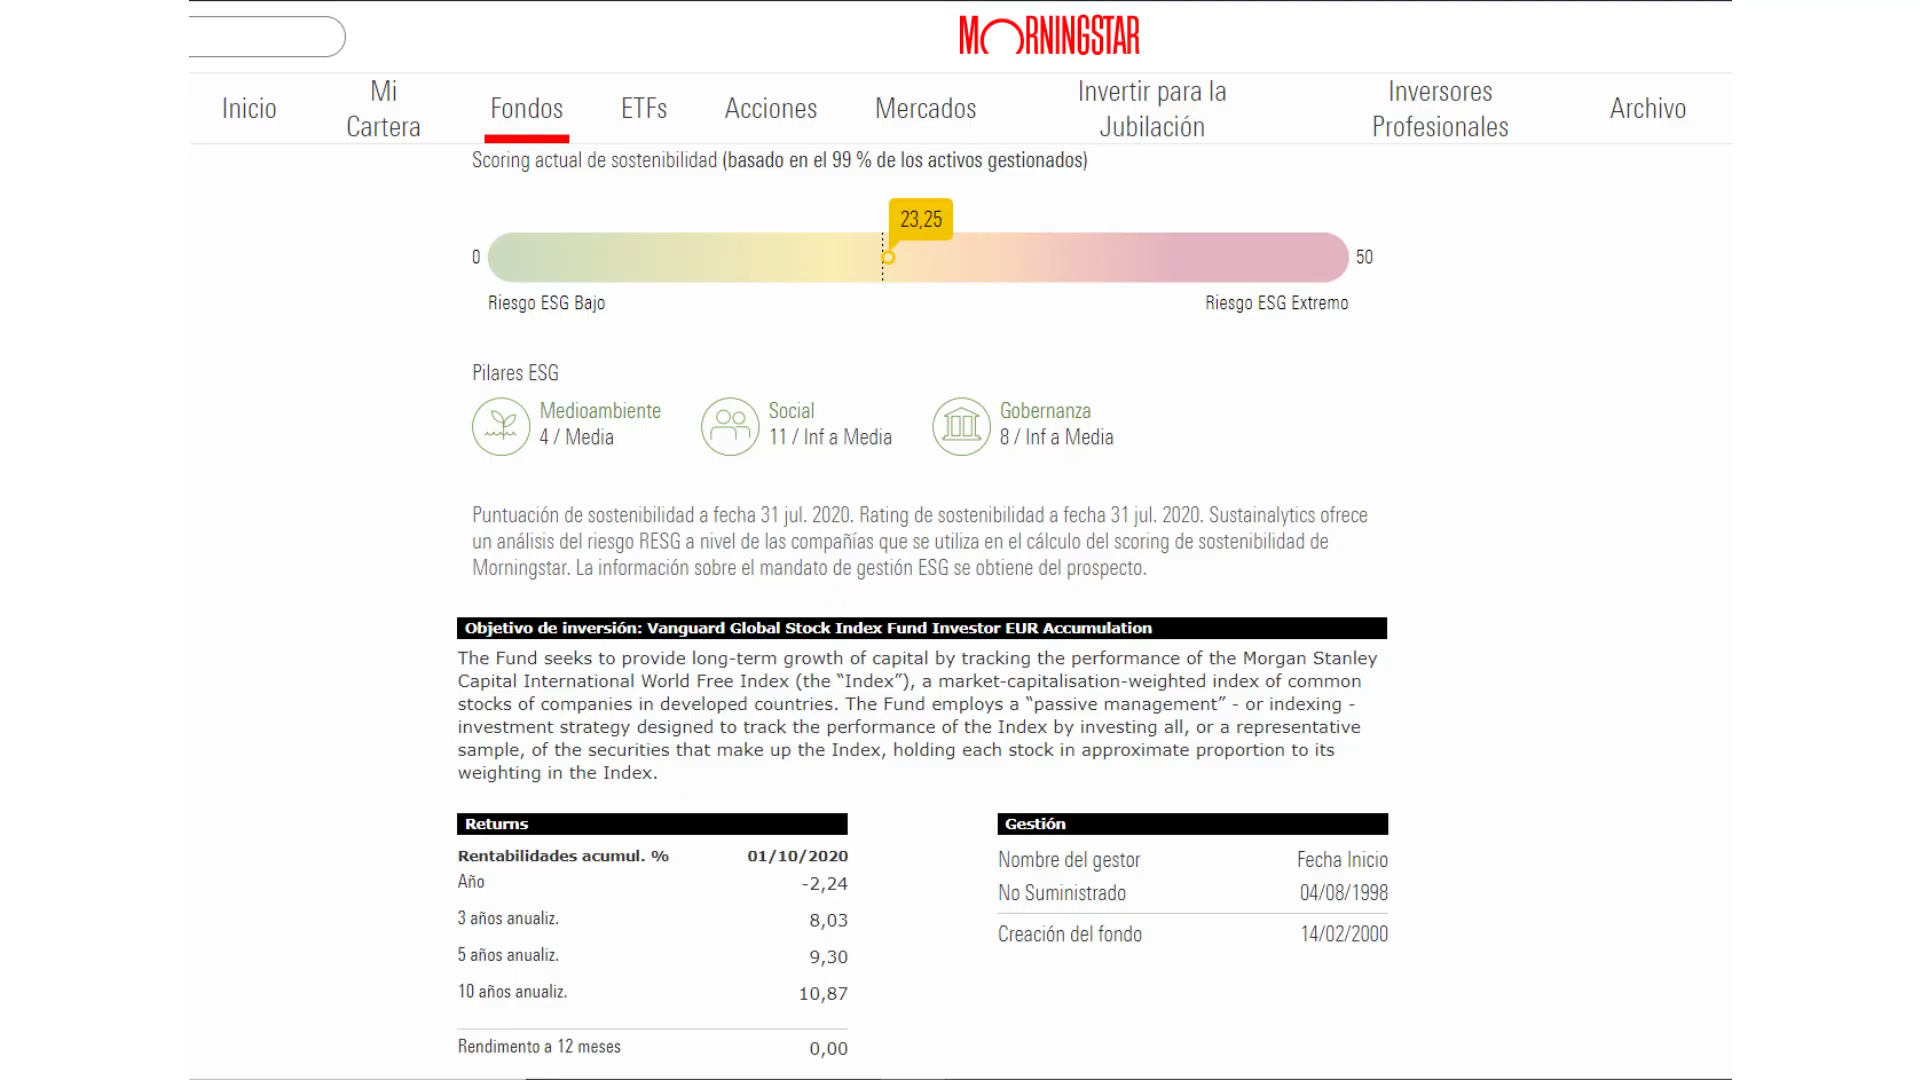 MORNINGSTAR
Inicio
Mi
Cartera
Fondos
ETFs
Acciones
Mercados
Invertir para la
Jubilación
Inversores
Profesionales
Archivo
Scoring actual de sostenibilidad (basado en el 99 % de los activos gestionados)
23,25
0
50
Riesgo ESG Bajo
Riesgo ESG Extremo
Pilares ESG
Medioambiente
4 / Media
Social
11 / Inf a Media
Gobernanza
8 / Inf a Media
Puntuación de sostenibilidad a fecha 31 jul. 2020. Rating de sostenibilidad a fecha 31 jul. 2020. Sustainalytics ofrece
un análisis del riesgo RESG a nivel de las compañías que se utiliza en el cálculo del scoring de sostenibilidad de
Morningstar. La información sobre el mandato de gestión ESG se obtiene del prospecto.
Objetivo de inversión: Vanguard Global Stock Index Fund Investor EUR Accumulation
The Fund seeks to provide long-term growth of capital by tracking the performance of the Morgan Stanley
Capital International World Free Index (the “Index”), a market-capitalisation-weighted index of common
stocks of companies in developed countries. The Fund employs a “passive management” - or indexing -
investment strategy designed to track the performance of the Index by investing all, or a representative
sample, of the securities that make up the Index, holding each stock in approximate proportion to its
weighting in the Index.
Returns
Rentabilidades acumul. % 01/10/2020
Año -2,24
3 años anualiz. 8,03
5 años anualiz. 9,30
10 años anualiz. 10,87
Rendimento a 12 meses 0,00
Gestión
Nombre del gestor Fecha Inicio
No Suministrado 04/08/1998
Creación del fondo 14/02/2000